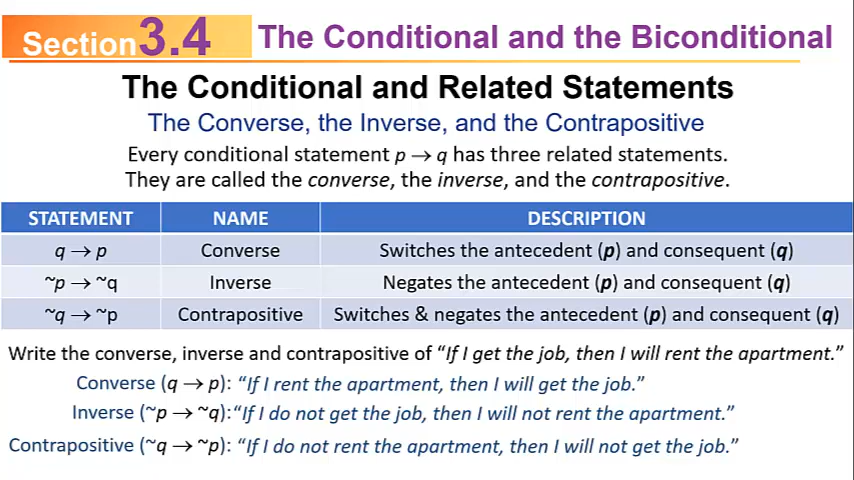 Section 3.4 The Conditional and the Biconditional
The Conditional and Related Statements
The Converse, the Inverse, and the Contrapositive
Every conditional statement p → q has three related statements.
They are called the converse, the inverse, and the contrapositive.
STATEMENT NAME DESCRIPTION
q → p Converse Switches the antecedent (p) and consequent (q)
~p → ~q Inverse Negates the antecedent (p) and consequent (q)
~q → ~p Contrapositive Switches & negates the antecedent (p) and consequent (q)
Write the converse, inverse and contrapositive of “If I get the job, then I will rent the apartment.”
Converse (q → p): “If I rent the apartment, then I will get the job.”
Inverse (~p → ~q):“If I do not get the job, then I will not rent the apartment.”
Contrapositive (~q → ~p): “If I do not rent the apartment, then I will not get the job.”